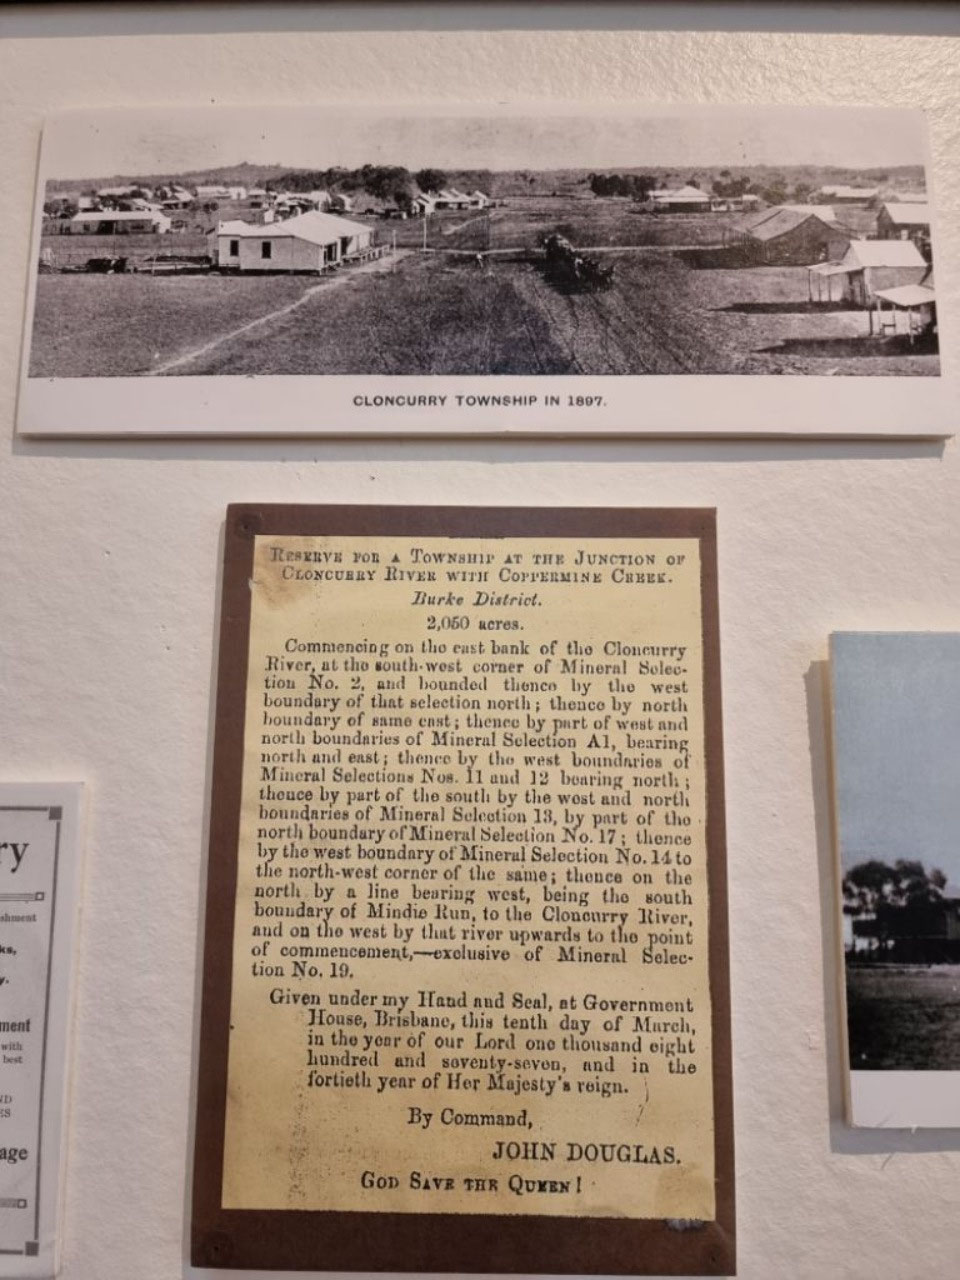 CLONCURRY TOWNSHIP IN 1897.
RESERVE FOR A TOWNSHIP AT THE JUNCTION OF
CLONCURRY RIVER WITH COPPERMINE CREEK.
Burke District.
2,050 acres.
Commencing on the east bank of the Cloncurry
River, at the south-west corner of Mineral Selec-
tion No. 2, and bounded thence by the west
boundary of that selection north; thence by north
boundary of same east; thence by part of west and
north boundaries of Mineral Selection A1, bearing
north and east; thence by the west boundaries of
Mineral Selections Nos. 11 and 12 bearing north;
thence by part of the south by the west and north
boundaries of Mineral Selection 13, by part of the
north boundary of Mineral Selection No. 17; thence
by the west boundary of Mineral Selection No. 14 to
the north-west corner of the same; thence on the
north by a line bearing west, being the south
boundary of Mindie Run, to the Cloncurry River,
and on the west by that river upwards to the point
of commencement,—exclusive of Mineral Selec-
tion No. 19.
Given under my Hand and Seal, at Government
House, Brisbane, this tenth day of March,
in the year of our Lord one thousand eight
hundred and seventy-seven, and in the
fortieth year of Her Majesty's reign.
By Command,
JOHN DOUGLAS.
GOD SAVE THE QUEEN!
ry
shment
ks,
y.
ment
with
best
ND
ES
age